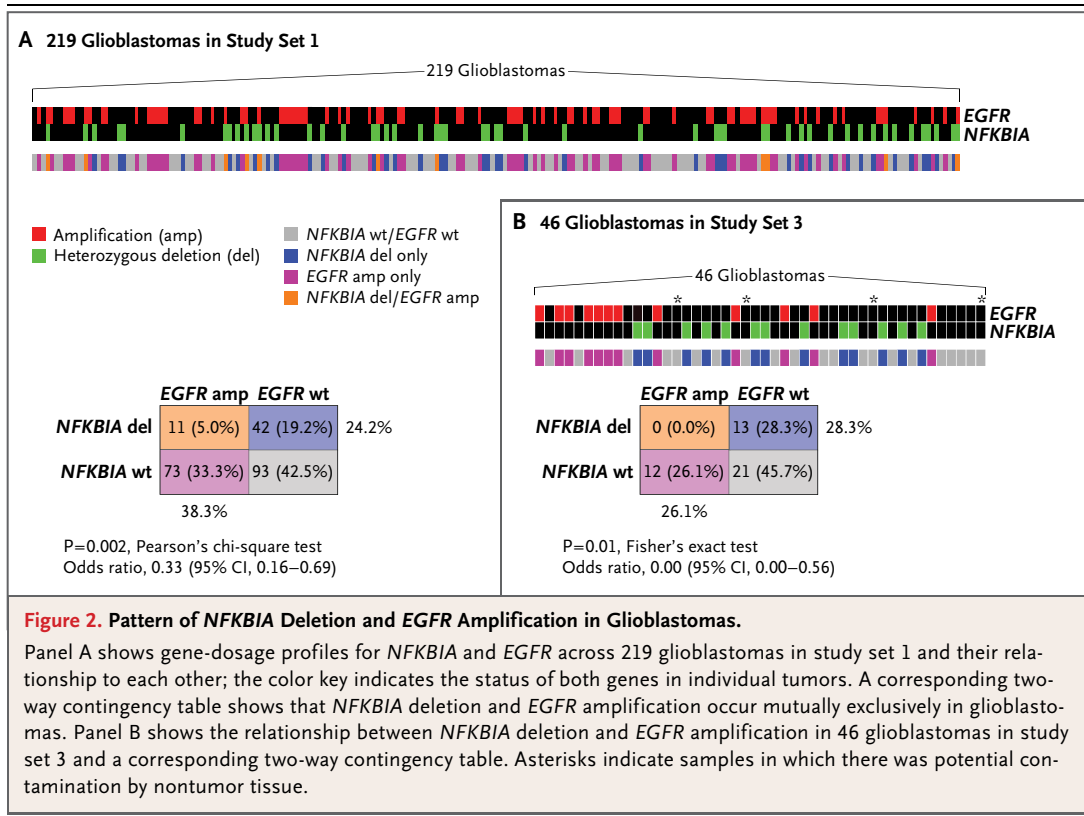 A 219 Glioblastomas in Study Set 1
219 Glioblastomas
EGFR
NFKBIA
Amplification (amp)
Heterozygous deletion (del)
NFKBIA wt/EGFR wt
NFKBIA del only
EGFR amp only
NFKBIA del/EGFR amp
EGFR amp EGFR wt
NFKBIA del 11 (5.0%) 42 (19.2%) 24.2%
NFKBIA wt 73 (33.3%) 93 (42.5%)
38.3%
P=0.002, Pearson's chi-square test
Odds ratio, 0.33 (95% CI, 0.16–0.69)
B 46 Glioblastomas in Study Set 3
46 Glioblastomas
* * * *
EGFR
NFKBIA
EGFR amp EGFR wt
NFKBIA del 0 (0.0%) 13 (28.3%) 28.3%
NFKBIA wt 12 (26.1%) 21 (45.7%)
26.1%
P=0.01, Fisher's exact test
Odds ratio, 0.00 (95% CI, 0.00–0.56)
Figure 2. Pattern of NFKBIA Deletion and EGFR Amplification in Glioblastomas.
Panel A shows gene-dosage profiles for NFKBIA and EGFR across 219 glioblastomas in study set 1 and their rela-
tionship to each other; the color key indicates the status of both genes in individual tumors. A corresponding two-
way contingency table shows that NFKBIA deletion and EGFR amplification occur mutually exclusively in glioblasto-
mas. Panel B shows the relationship between NFKBIA deletion and EGFR amplification in 46 glioblastomas in study
set 3 and a corresponding two-way contingency table. Asterisks indicate samples in which there was potential con-
tamination by nontumor tissue.